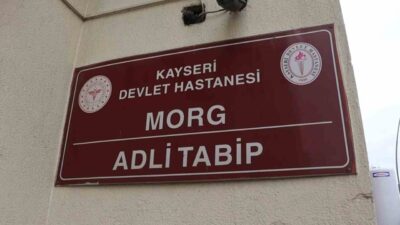 KAYSERİ
DEVLET HASTANESİ
MORG
ADLİ TABİP